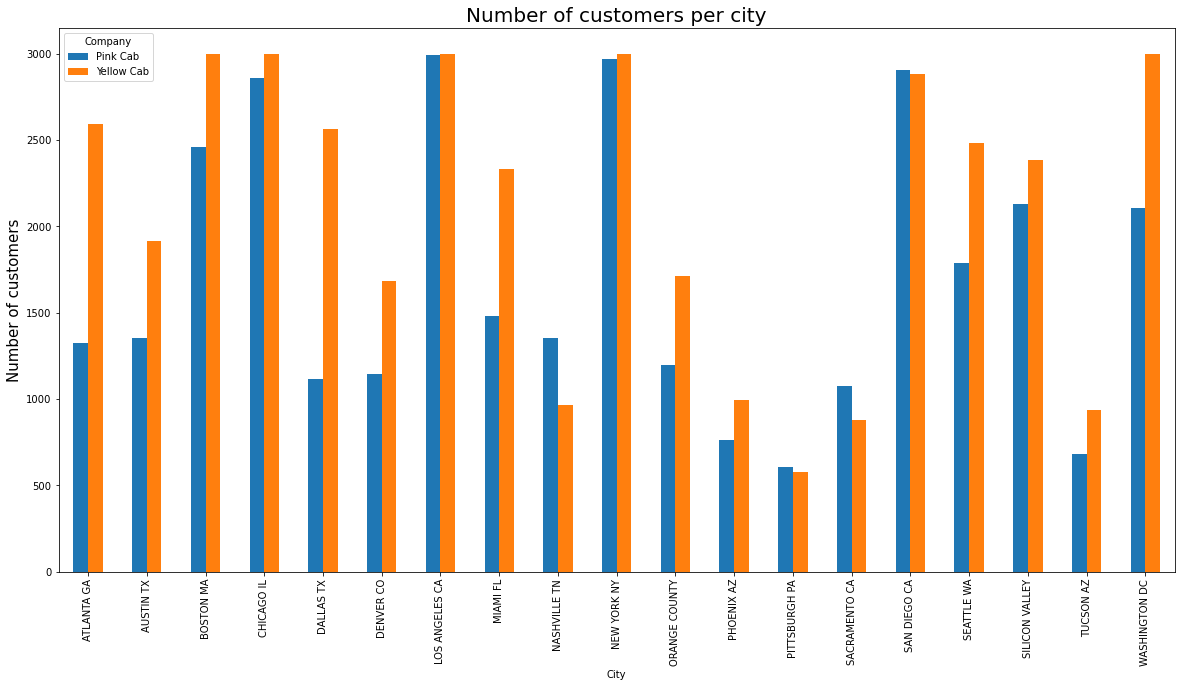 Number of customers per city
Company
Pink Cab
Yellow Cab
Number of customers
3000
2500
2000
1500
1000
500
0
ATLANTA GA
AUSTIN TX
BOSTON MA
CHICAGO IL
DALLAS TX
DENVER CO
LOS ANGELES CA
MIAMI FL
NASHVILLE TN
NEW YORK NY
ORANGE COUNTY
PHOENIX AZ
PITTSBURGH PA
SACRAMENTO CA
SAN DIEGO CA
SEATTLE WA
SILICON VALLEY
TUCSON AZ
WASHINGTON DC
City